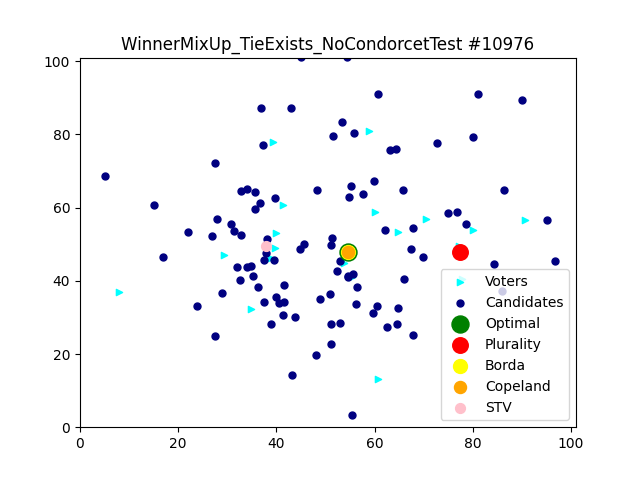 WinnerMixUp_TieExists_NoCondorcetTest #10976
100
80
60
40
20
0
0
20
40
60
80
100
Voters
Candidates
Optimal
Plurality
Borda
Copeland
STV